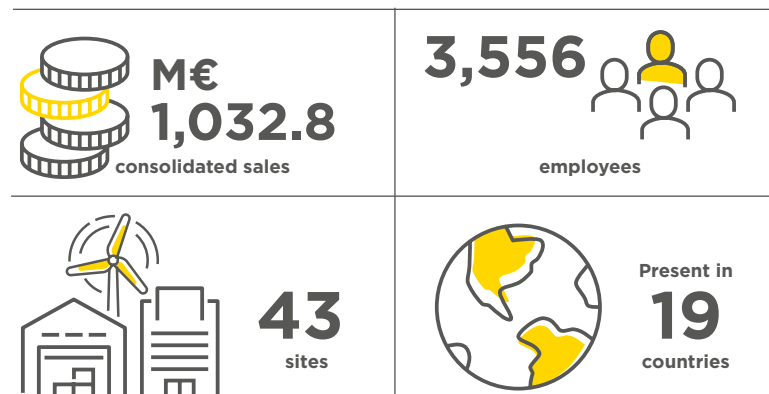 M€
1,032.8
consolidated sales
3,556
employees
43
sites
Present in
19
countries